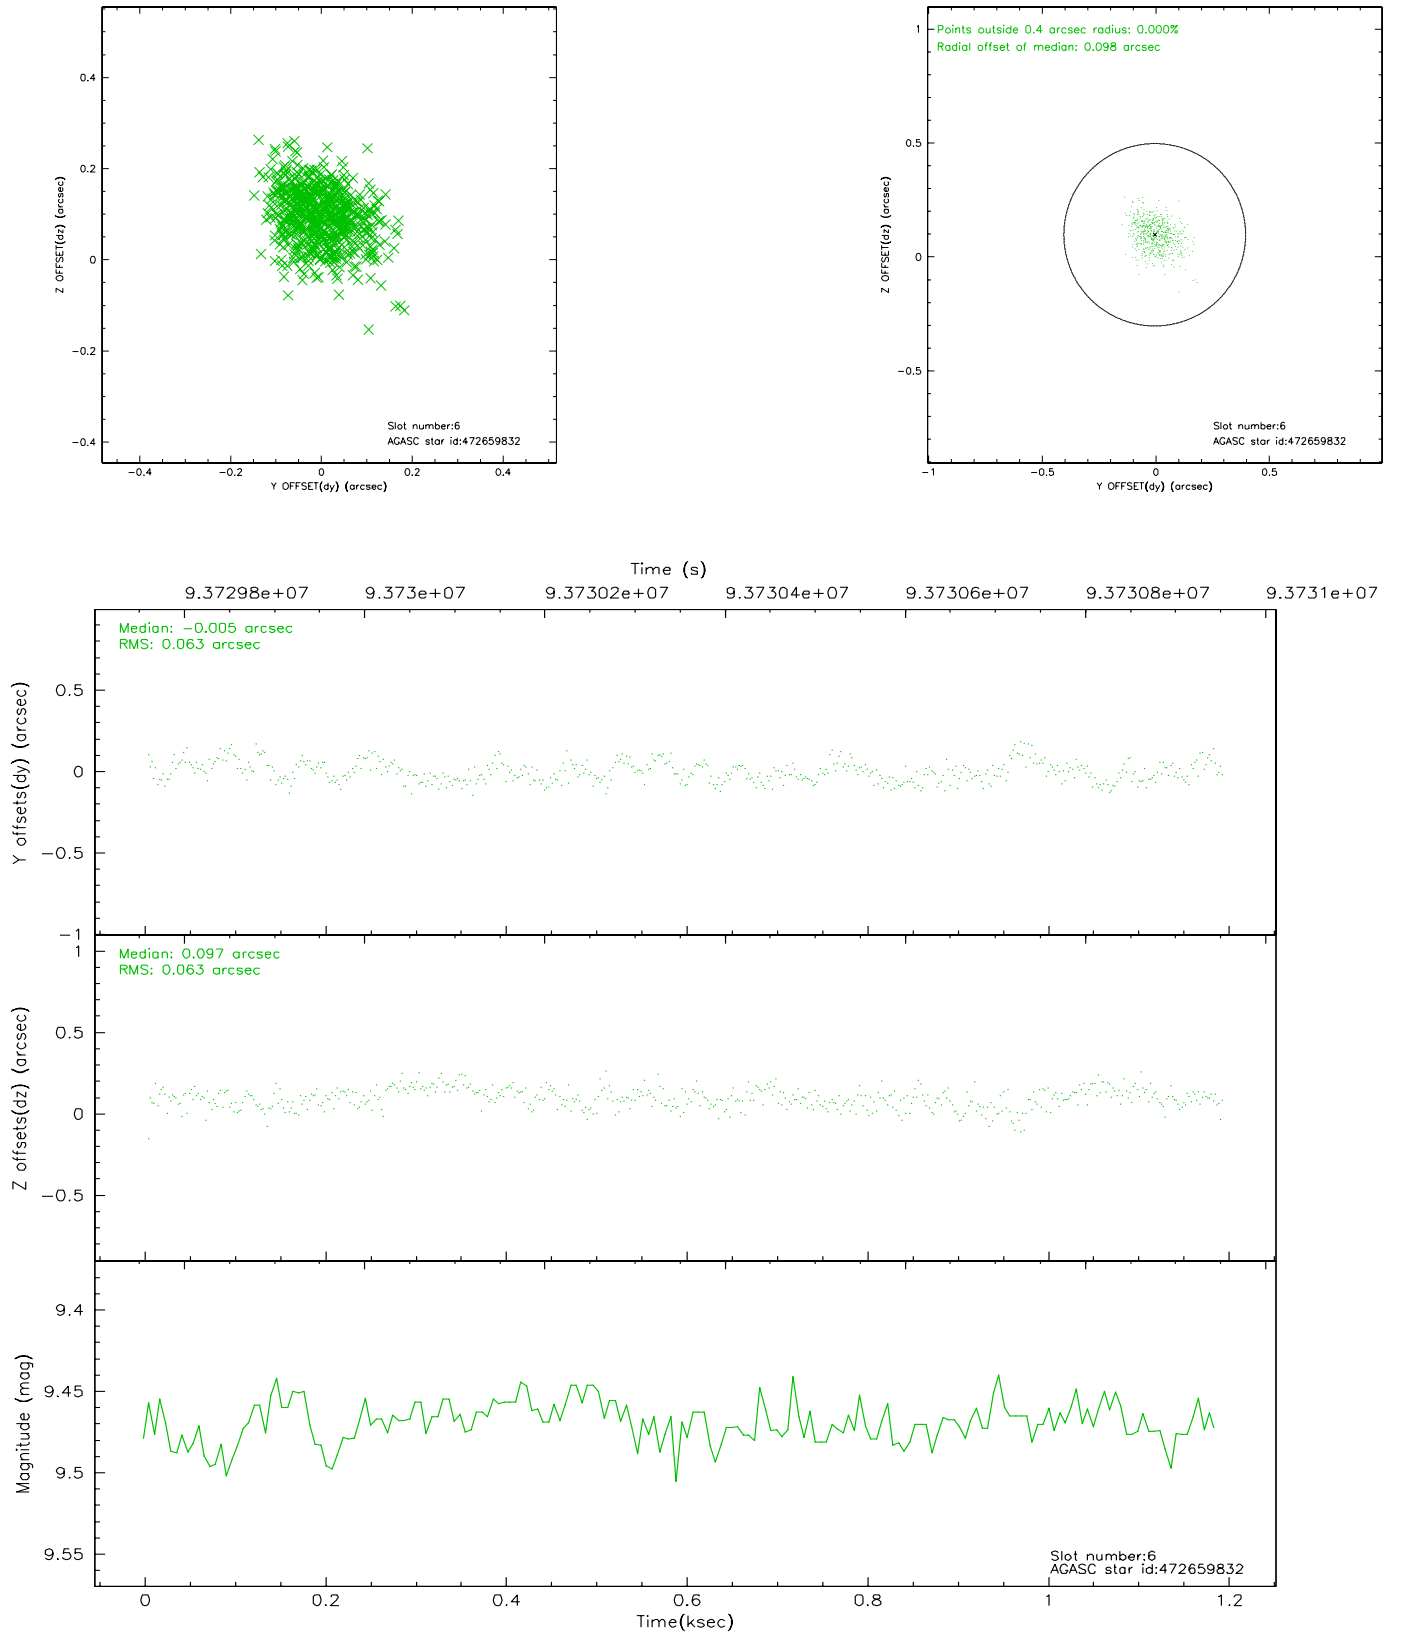 0.4
0.2
0
-0.2
-0.4
Z OFFSET(dz) (arcsec)
-0.4 -0.2 0 0.2 0.4
Y OFFSET(dy) (arcsec)
Slot number:6
AGASC star id:472659832
Points outside 0.4 arcsec radius: 0.000%
Radial offset of median: 0.098 arcsec
1
0.5
0
-0.5
Z OFFSET(dz) (arcsec)
-1 -0.5 0 0.5
Y OFFSET(dy) (arcsec)
Slot number:6
AGASC star id:472659832
Time (s)
9.37298e+07 9.373e+07 9.37302e+07 9.37304e+07 9.37306e+07 9.37308e+07 9.3731e+07
Median: -0.005 arcsec
RMS: 0.063 arcsec
0.5
0
-0.5
-1
Y offsets(dy) (arcsec)
Median: 0.097 arcsec
RMS: 0.063 arcsec
1
0.5
0
-0.5
Z offsets(dz) (arcsec)
9.4
9.45
9.5
9.55
Magnitude (mag)
Slot number:6
AGASC star id:472659832
0 0.2 0.4 0.6 0.8 1 1.2
Time(ksec)